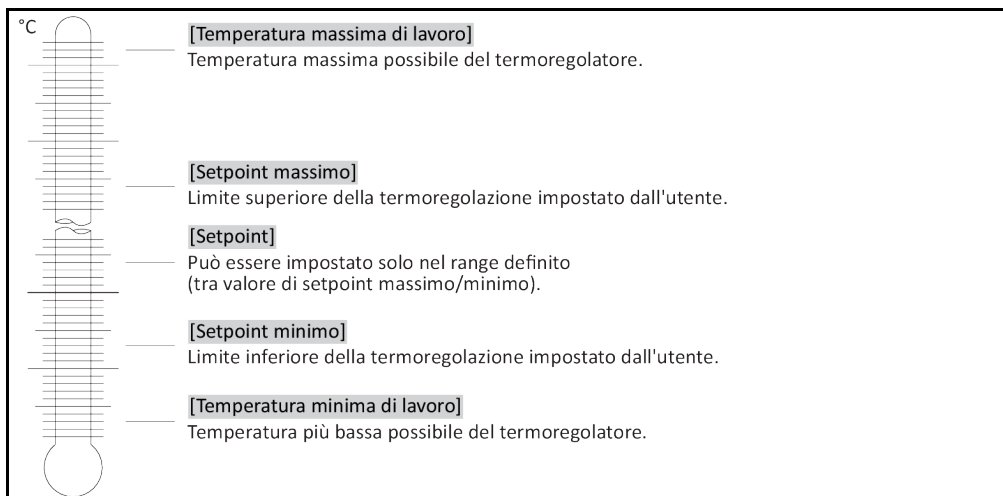 °C
[Temperatura massima di lavoro]
Temperatura massima possibile del termoregolatore.
[Setpoint massimo]
Limite superiore della termoregolazione impostato dall'utente.
[Setpoint]
Può essere impostato solo nel range definito
(tra valore di setpoint massimo/minimo).
[Setpoint minimo]
Limite inferiore della termoregolazione impostato dall'utente.
[Temperatura minima di lavoro]
Temperatura più bassa possibile del termoregolatore.